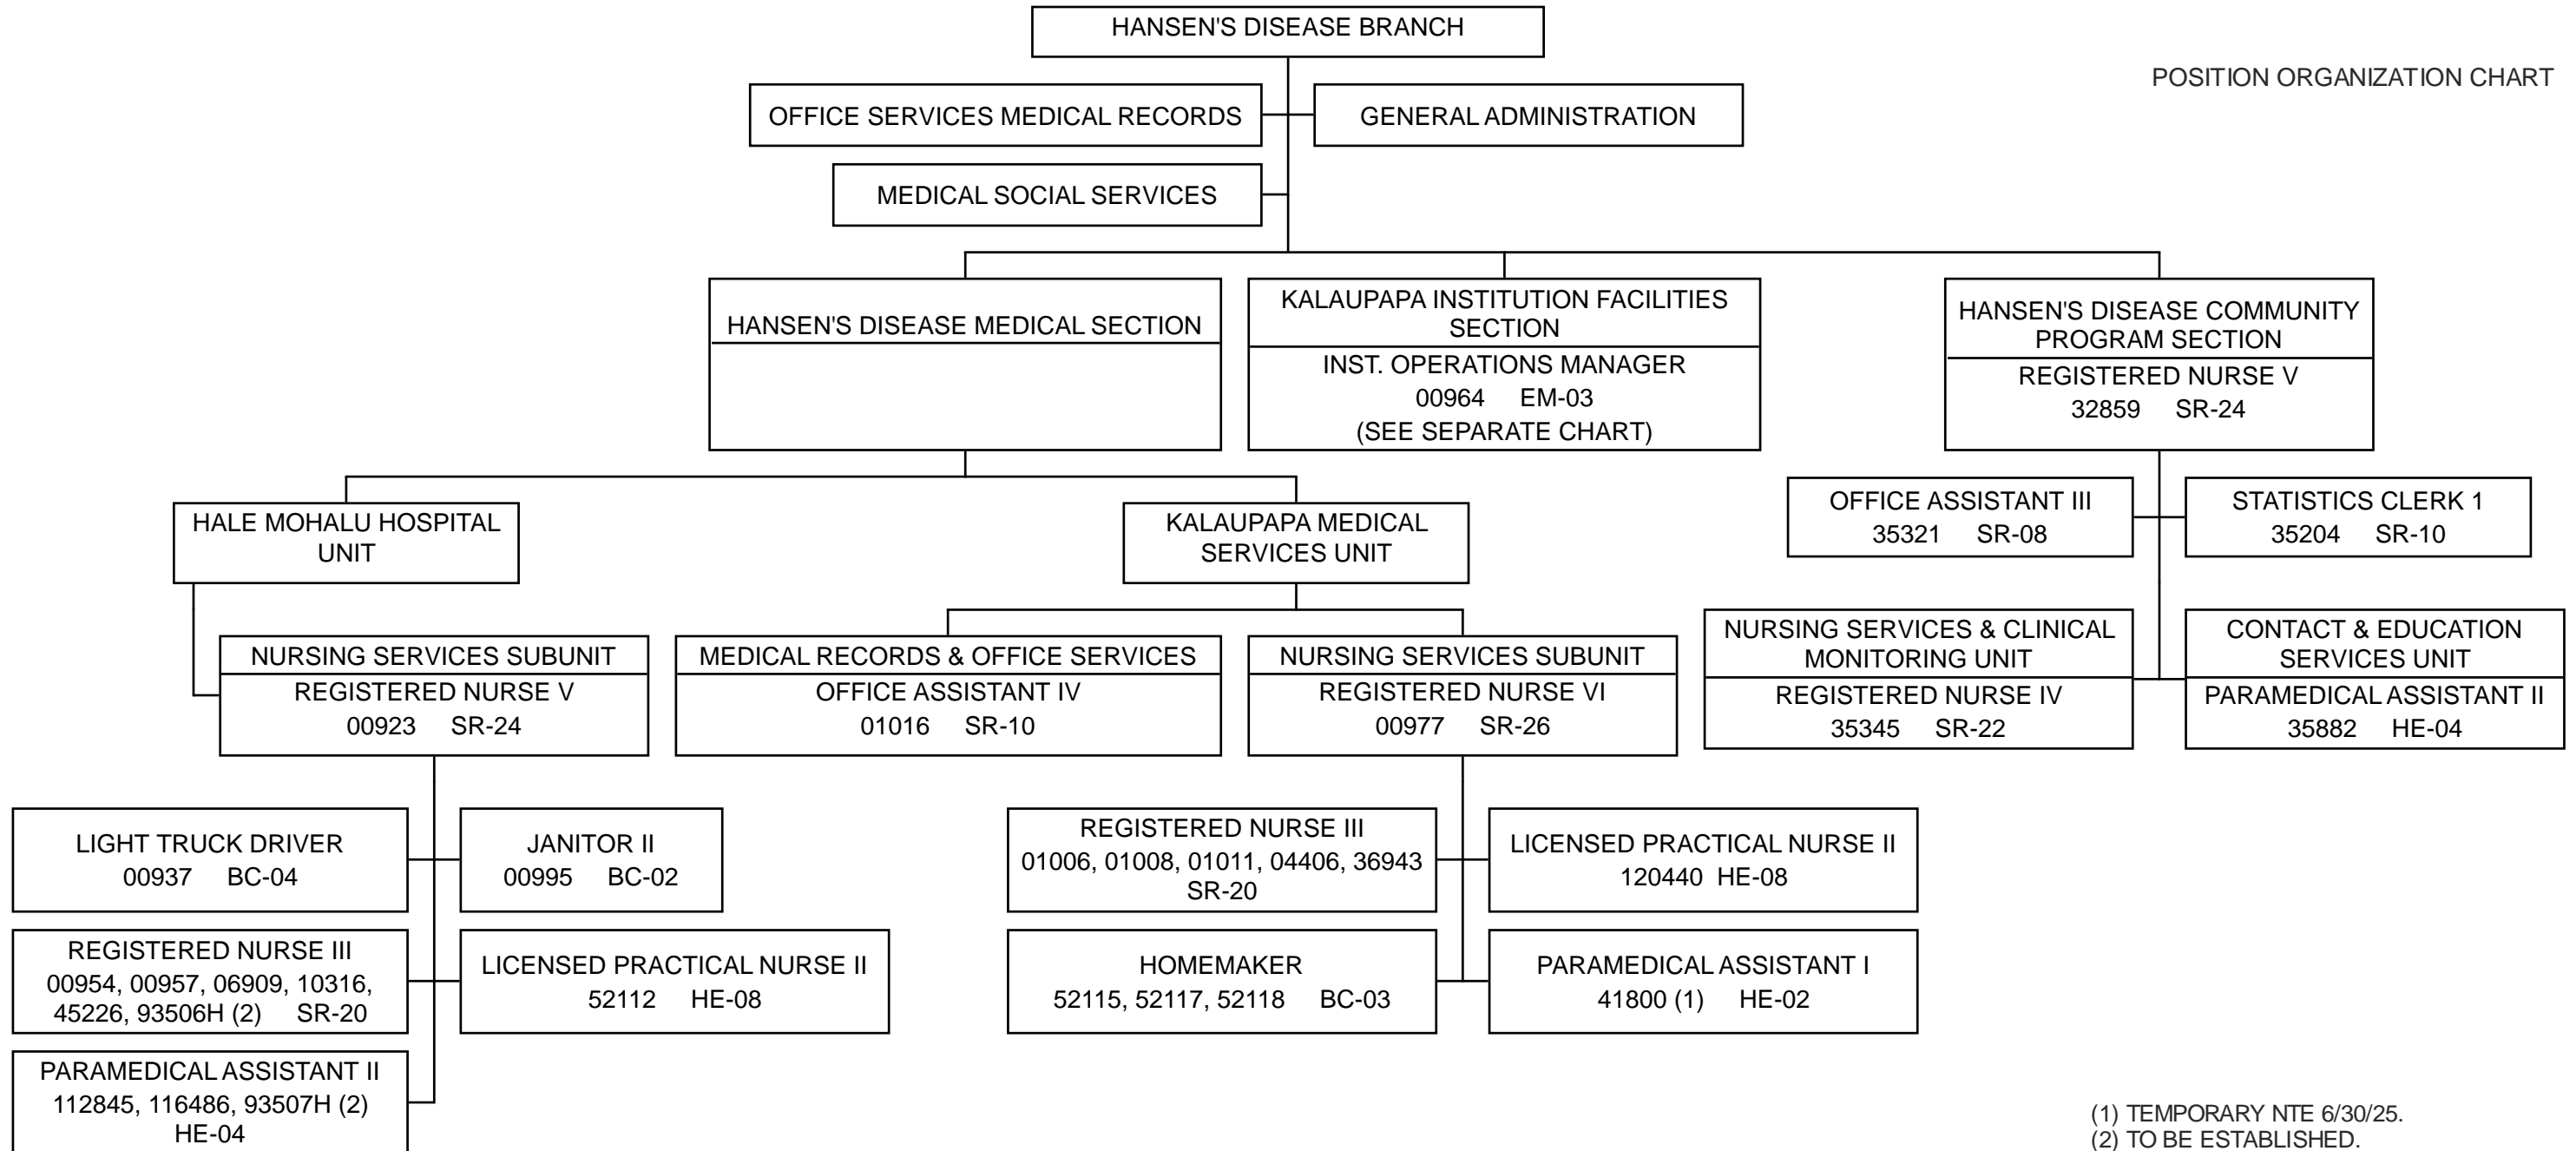 HANSEN'S DISEASE BRANCH
POSITION ORGANIZATION CHART
OFFICE SERVICES MEDICAL RECORDS
GENERAL ADMINISTRATION
MEDICAL SOCIAL SERVICES
HANSEN'S DISEASE MEDICAL SECTION
KALAUPAPA INSTITUTION FACILITIES
SECTION
INST. OPERATIONS MANAGER
00964 EM-03
(SEE SEPARATE CHART)
HANSEN'S DISEASE COMMUNITY
PROGRAM SECTION
REGISTERED NURSE V
32859 SR-24
HALE MOHALU HOSPITAL
UNIT
KALAUPAPA MEDICAL
SERVICES UNIT
OFFICE ASSISTANT III
35321 SR-08
STATISTICS CLERK 1
35204 SR-10
NURSING SERVICES SUBUNIT
REGISTERED NURSE V
00923 SR-24
MEDICAL RECORDS & OFFICE SERVICES
OFFICE ASSISTANT IV
01016 SR-10
NURSING SERVICES SUBUNIT
REGISTERED NURSE VI
00977 SR-26
NURSING SERVICES & CLINICAL
MONITORING UNIT
REGISTERED NURSE IV
35345 SR-22
CONTACT & EDUCATION
SERVICES UNIT
PARAMEDICAL ASSISTANT II
35882 HE-04
LIGHT TRUCK DRIVER
00937 BC-04
JANITOR II
00995 BC-02
REGISTERED NURSE III
01006, 01008, 01011, 04406, 36943
SR-20
LICENSED PRACTICAL NURSE II
120440 HE-08
REGISTERED NURSE III
00954, 00957, 06909, 10316,
45226, 93506H (2) SR-20
LICENSED PRACTICAL NURSE II
52112 HE-08
HOMEMAKER
52115, 52117, 52118 BC-03
PARAMEDICAL ASSISTANT I
41800 (1) HE-02
PARAMEDICAL ASSISTANT II
112845, 116486, 93507H (2)
HE-04
(1) TEMPORARY NTE 6/30/25.
(2) TO BE ESTABLISHED.